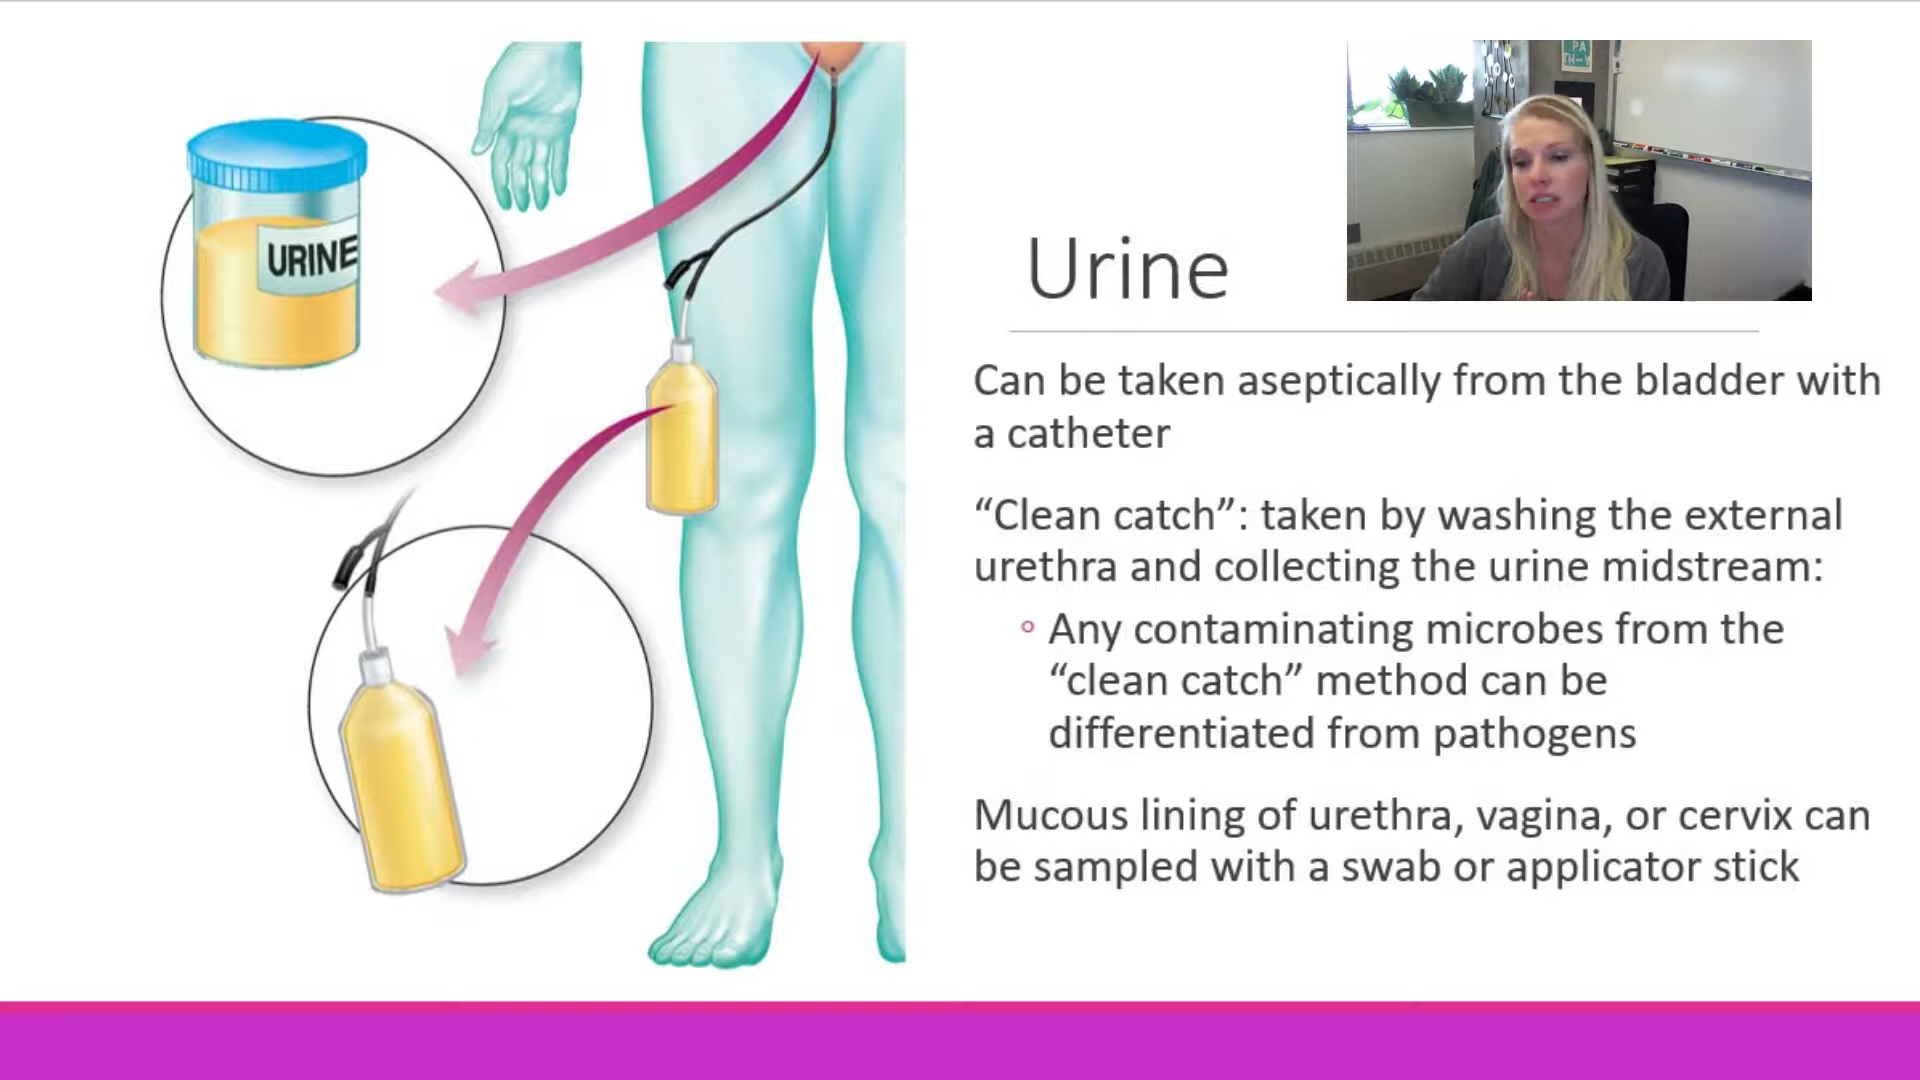 URINE
PA
TH--Y
Urine
Can be taken aseptically from the bladder with
a catheter
“Clean catch”: taken by washing the external
urethra and collecting the urine midstream:
Any contaminating microbes from the
“clean catch” method can be
differentiated from pathogens
Mucous lining of urethra, vagina, or cervix can
be sampled with a swab or applicator stick